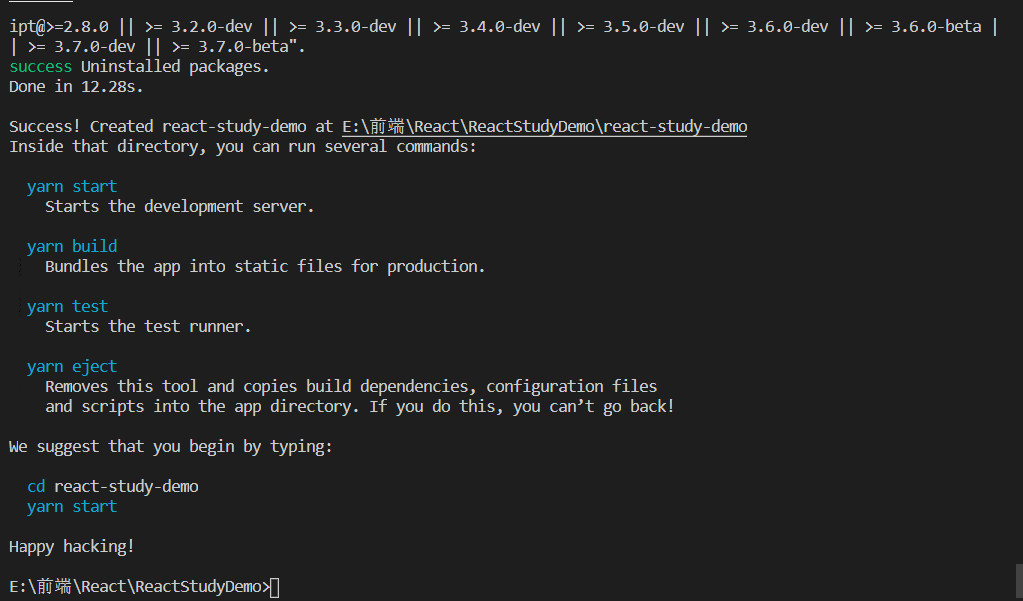 ipt@>=2.8.0 || >= 3.2.0-dev || >= 3.3.0-dev || >= 3.4.0-dev || >= 3.5.0-dev || >= 3.6.0-dev || >= 3.6.0-beta |
| >= 3.7.0-dev || >= 3.7.0-beta".
success Uninstalled packages.
Done in 12.28s.
Success! Created react-study-demo at E:\前端\React\ReactStudyDemo\react-study-demo
Inside that directory, you can run several commands:
yarn start
Starts the development server.
yarn build
Bundles the app into static files for production.
yarn test
Starts the test runner.
yarn eject
Removes this tool and copies build dependencies, configuration files
and scripts into the app directory. If you do this, you can’t go back!
We suggest that you begin by typing:
cd react-study-demo
yarn start
Happy hacking!
E:\前端\React\ReactStudyDemo>